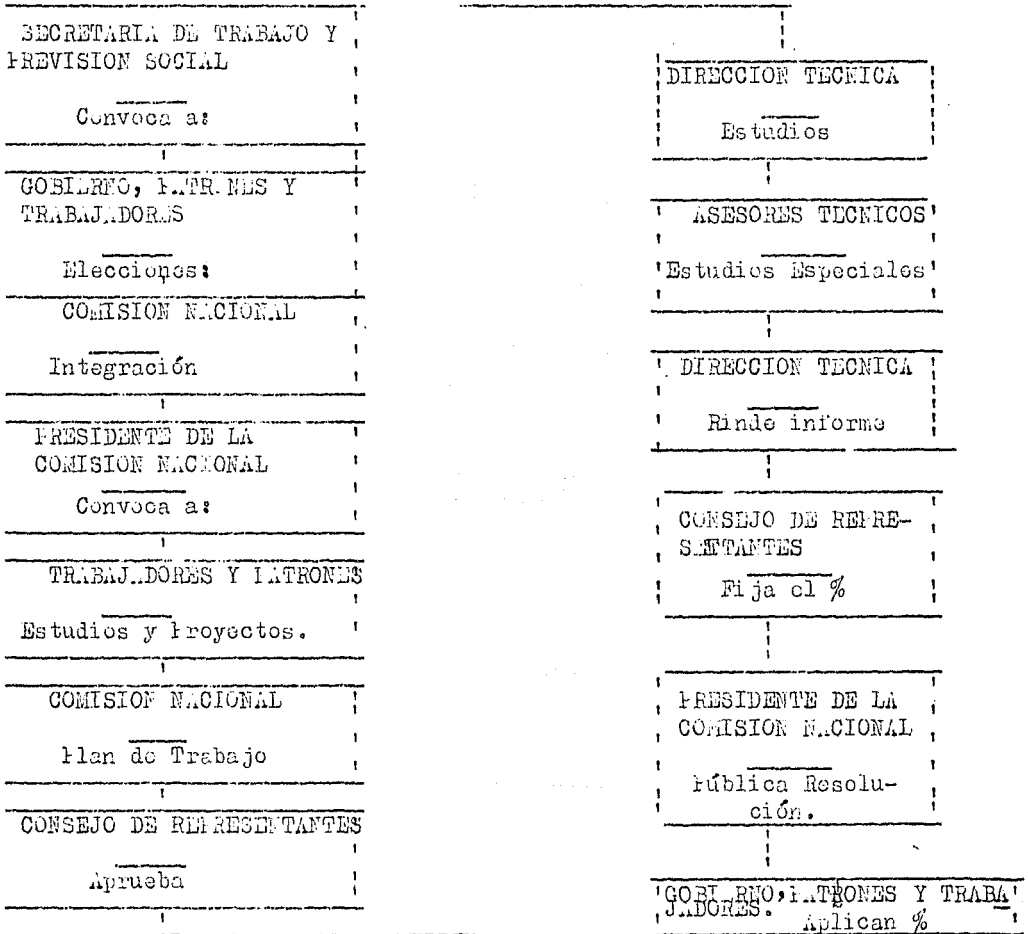 SECRETARIA DE TRABAJO Y
PREVISION SOCIAL
Convoca a:
GOBIERNO, PATRONES Y
TRABAJADORES
Elecciones:
COMISION NACIONAL
Integración
PRESIDENTE DE LA
COMISION NACIONAL
Convoca a:
TRABAJADORES Y PATRONES
Estudios y Proyectos.
COMISION NACIONAL
Plan de Trabajo
CONSEJO DE REPRESENTANTES
Aprueba
DIRECCION TECNICA
Estudios
ASESORES TECNICOS
Estudios Especiales
DIRECCION TECNICA
Rinde informe
CONSEJO DE REPRE-
SENTANTES
Fija el %
PRESIDENTE DE LA
COMISION NACIONAL
Pública Resolu-
ción.
GOBIERNO, PATRONES Y TRABA
JADORES.
Aplican %